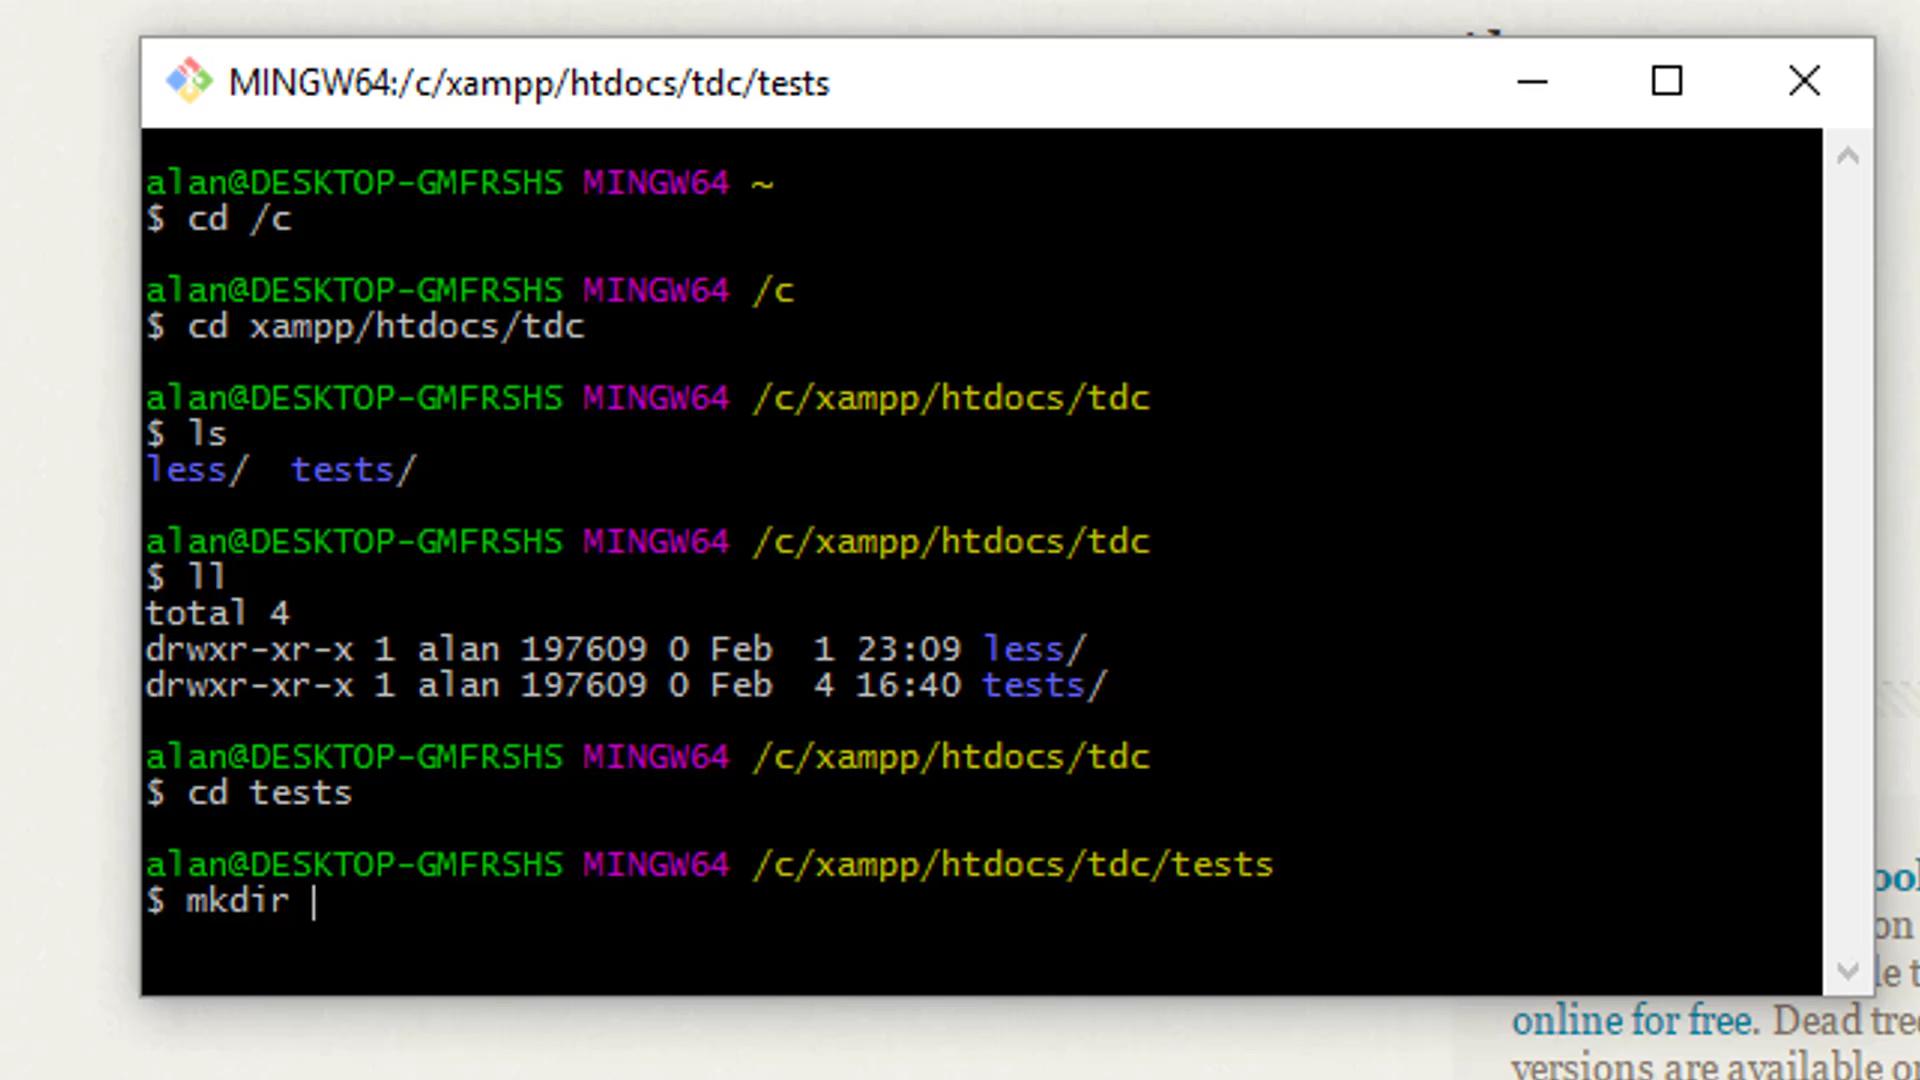 MINGW64:/c/xampp/htdocs/tdc/tests
alan@DESKTOP-GMFRSHS MINGW64 ~
$ cd /c
alan@DESKTOP-GMFRSHS MINGW64 /c
$ cd xampp/htdocs/tdc
alan@DESKTOP-GMFRSHS MINGW64 /c/xampp/htdocs/tdc
$ ls
less/  tests/
alan@DESKTOP-GMFRSHS MINGW64 /c/xampp/htdocs/tdc
$ ll
total 4
drwxr-xr-x 1 alan 197609 0 Feb  1 23:09 less/
drwxr-xr-x 1 alan 197609 0 Feb  4 16:40 tests/
alan@DESKTOP-GMFRSHS MINGW64 /c/xampp/htdocs/tdc
$ cd tests
alan@DESKTOP-GMFRSHS MINGW64 /c/xampp/htdocs/tdc/tests
$ mkdir
on
online for free. Dead
versions are available